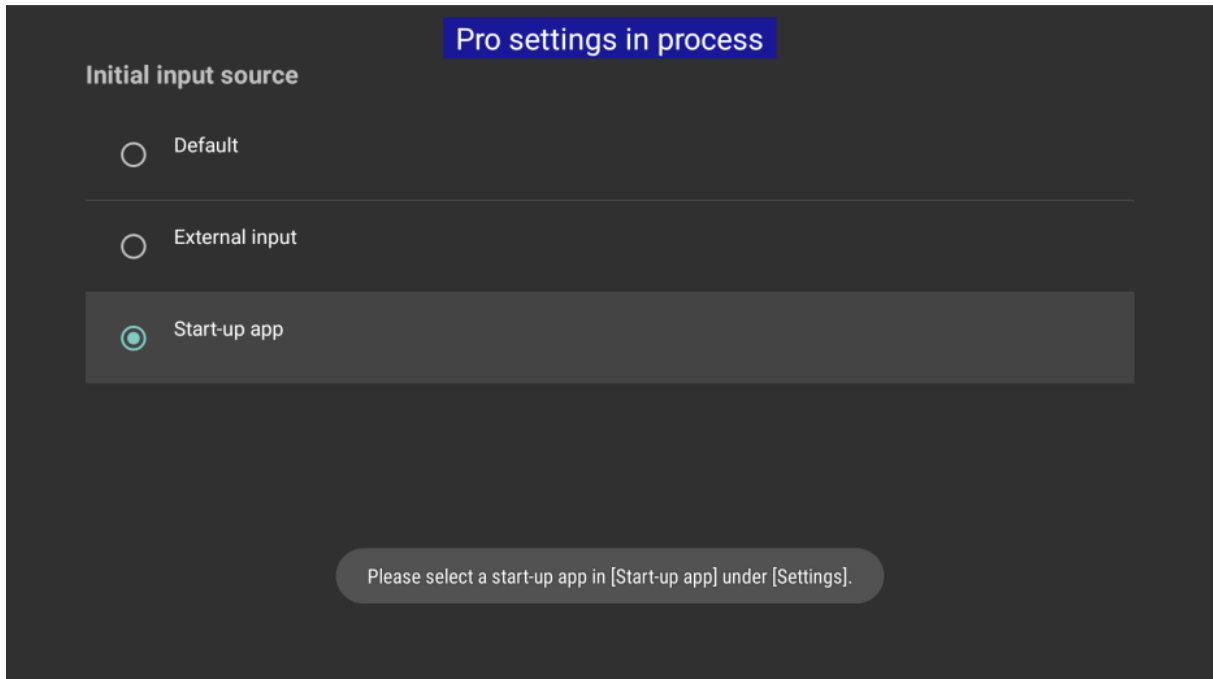 Pro settings in process
Initial input source
Default
External input
Start-up app
Please select a start-up app in [Start-up app] under [Settings].